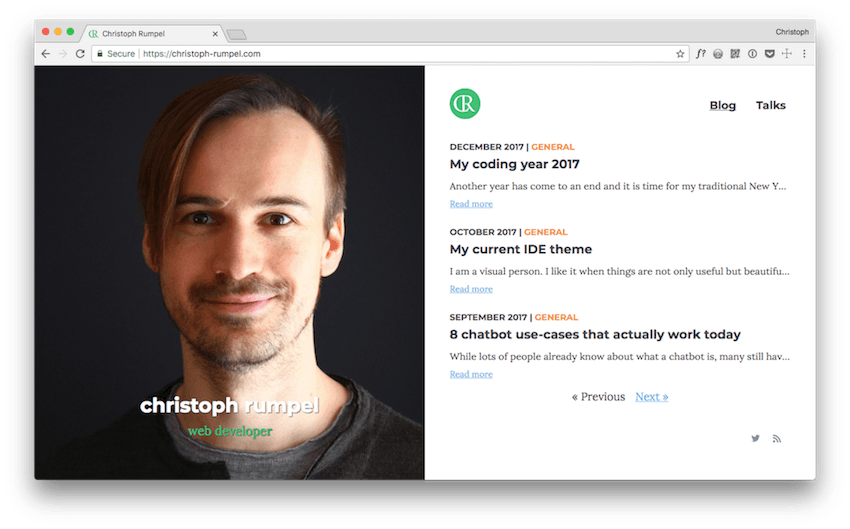 Christoph Rumpel
Christoph
Secure | https://christoph-rumpel.com
f?
CR
Blog Talks
DECEMBER 2017 | GENERAL
My coding year 2017
Another year has come to an end and it is time for my traditional New Y...
Read more
OCTOBER 2017 | GENERAL
My current IDE theme
I am a visual person. I like it when things are not only useful but beautifu...
Read more
SEPTEMBER 2017 | GENERAL
8 chatbot use-cases that actually work today
While lots of people already know about what a chatbot is, many still hav...
Read more
« Previous Next »
christoph rumpel
web developer